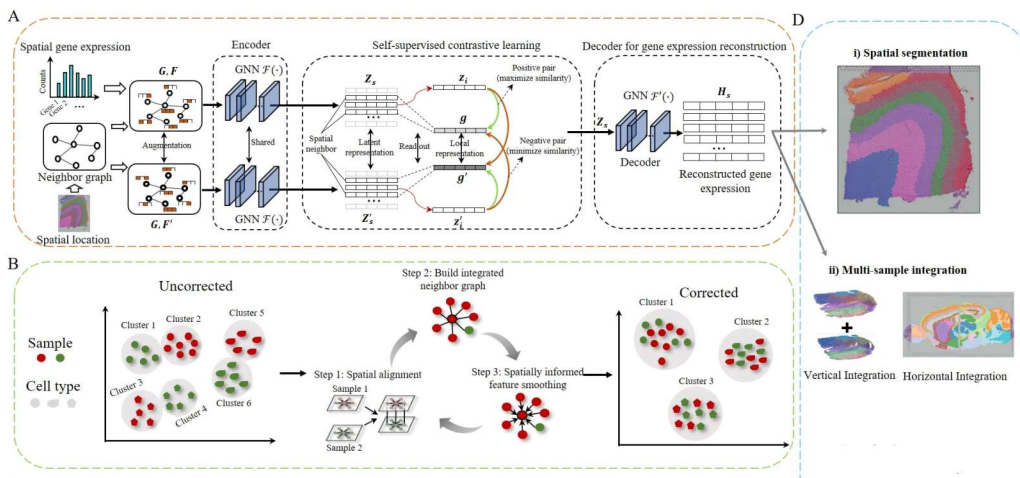 A
Spatial gene expression
Counts
Gene 1
Gene 2
...
Neighbor graph
Spatial location
G, F
Augmentation
G, F'
Encoder
GNN F(·)
Shared
GNN F(·)
Self-supervised contrastive learning
Z_s
z_i
...
Spatial neighbor
Latent representation
Read out
g
Local representation
g'
...
Z'_s
z'_i
Positive pair
(maximize similarity)
Negative pair
(minimize similarity)
Decoder for gene expression reconstruction
Z_s
GNN F'(·)
Decoder
H_s
...
Reconstructed gene
expression
B
Sample
Cell type
Uncorrected
Cluster 1
Cluster 2
Cluster 5
Cluster 3
Cluster 4
Cluster 6
Step 1: Spatial alignment
Sample 1
Sample 2
Step 2: Build integrated
neighbor graph
Step 3: Spatially informed
feature smoothing
Corrected
Cluster 1
Cluster 2
Cluster 3
D
i) Spatial segmentation
ii) Multi-sample integration
+
Vertical Integration
Horizontal Integration